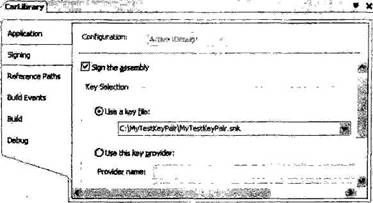 CarLibrary
Application
Signing
Reference Paths
Build Events
Build
Debug
Configuration: Active (Debug)
Sign the assembly
Key Selection
Use a key file:
C:\MyTestKeyPair\MyTestKeyPair.snk
Use this key provider:
Provider name: